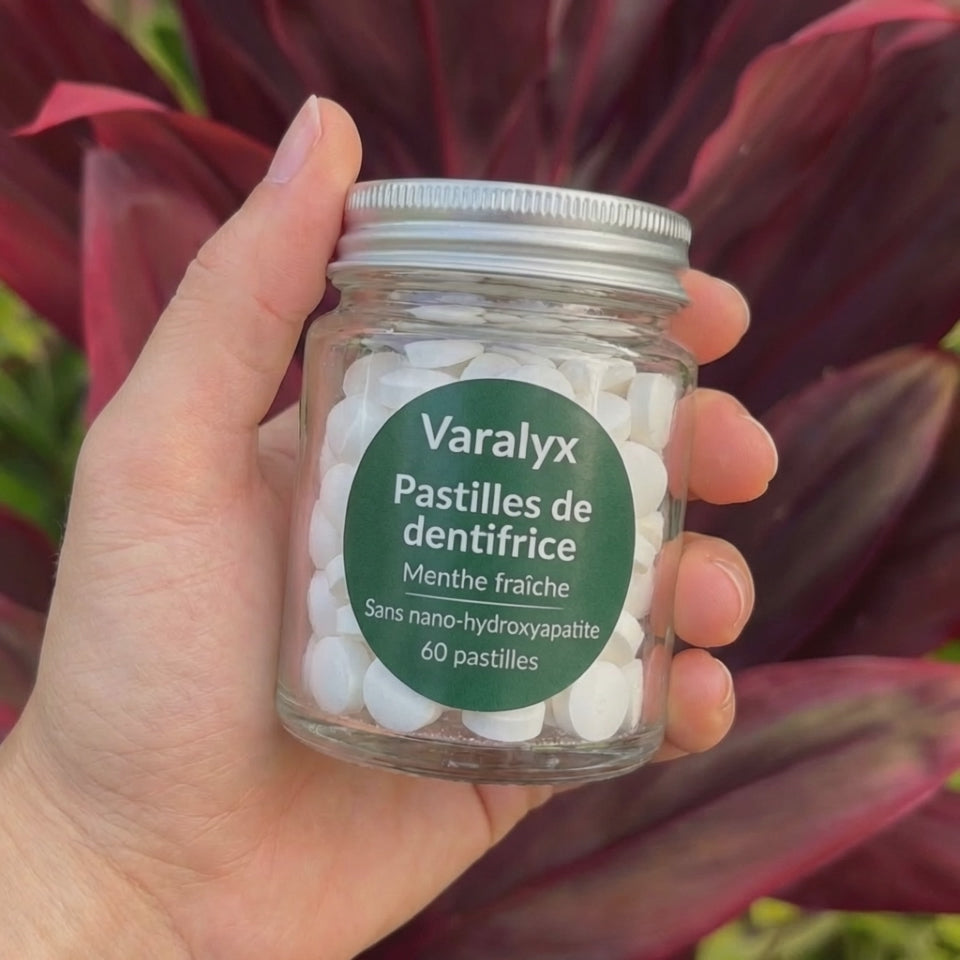 Varalyx
Pastilles de
dentifrice
Menthe fraîche
Sans nano-hydroxyapatite
60 pastilles